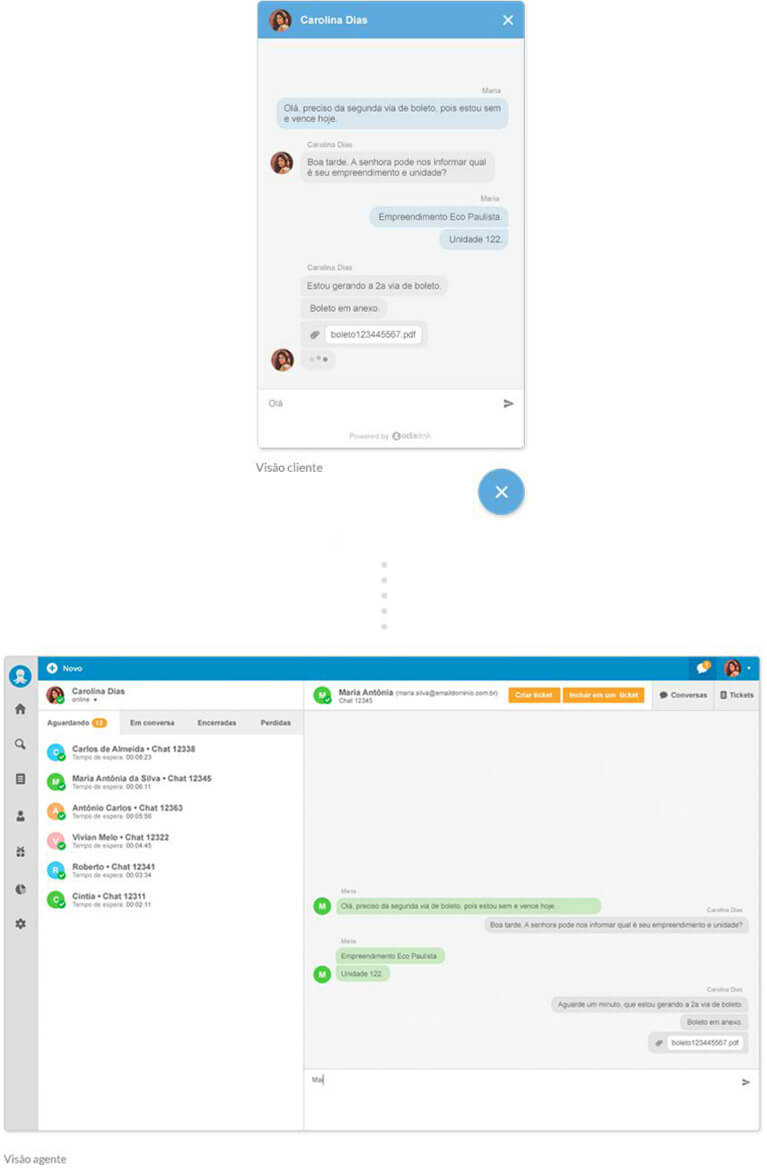 Carolina Dias
Maria
Olá, preciso da segunda via de boleto, pois estou sem
e vence hoje.
Carolina Dias
Boa tarde. A senhora pode nos informar qual
é seu empreendimento e unidade?
Maria
Empreendimento Eco Paulista.
Unidade 122.
Carolina Dias
Estou gerando a 2a via de boleto.
Boleto em anexo.
boleto123445567.pdf
Olá
Powered by octadesk
Visão cliente
Novo
Carolina Dias
online
Maria Antônia (maria.silva@emaildominio.com.br)
Chat 12345
Criar ticket
Incluir em um ticket
Conversas
Tickets
Aguardando 12
Em conversa
Encerradas
Perdidas
Carlos de Almeida • Chat 12338
Tempo de espera: 00:08:23
Maria Antônia da Silva • Chat 12345
Tempo de espera: 00:06:11
Antônio Carlos • Chat 12363
Tempo de espera: 00:05:56
Vivian Melo • Chat 12322
Tempo de espera: 00:04:45
Roberto • Chat 12341
Tempo de espera: 00:03:34
Cintia • Chat 12311
Tempo de espera: 00:02:11
Maria
M
Olá, preciso da segunda via de boleto, pois estou sem e vence hoje.
Carolina Dias
Boa tarde. A senhora pode nos informar qual é seu empreendimento e unidade?
Maria
Empreendimento Eco Paulista.
M
Unidade 122.
Carolina Dias
Aguarde um minuto, que estou gerando a 2a via de boleto.
Boleto em anexo.
boleto123445567.pdf
Mai
Visão agente